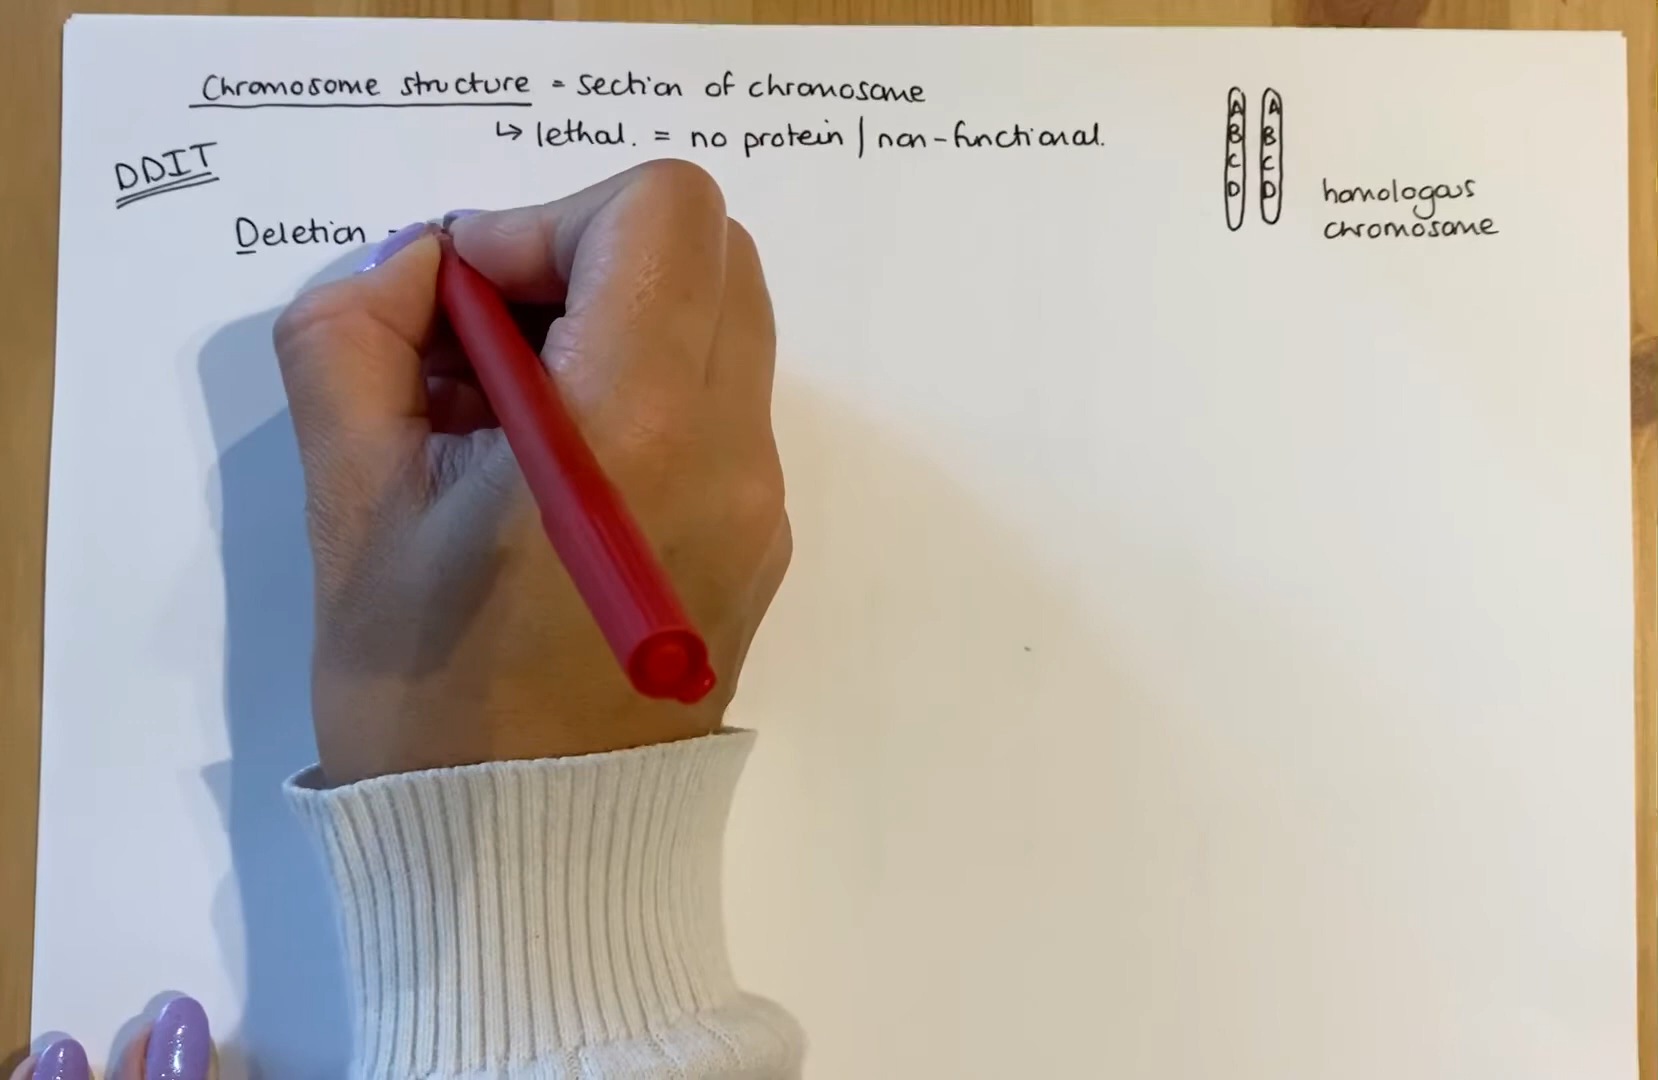 Chromosome structure = section of chromosome
↳ lethal. = no protein | non-functional.
DDIT
Deletion -
A A
B B
C C
D D
homologous
chromosome